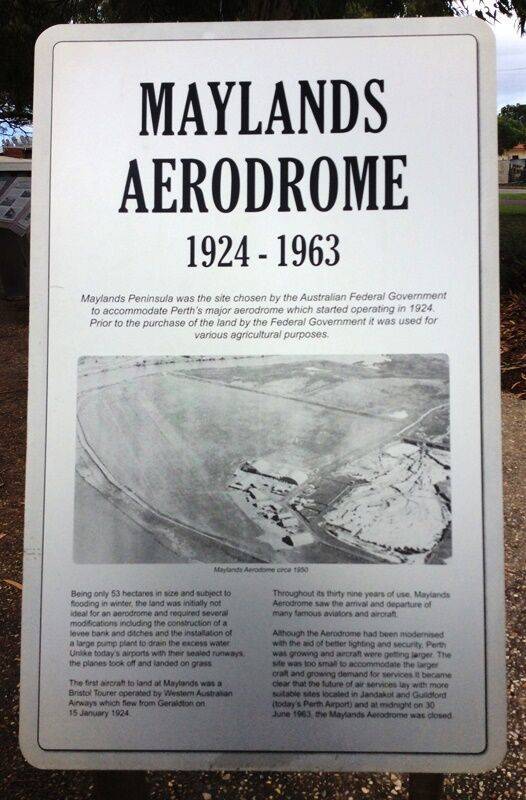 MAYLANDS
AERODROME
1924 - 1963
Maylands Peninsula was the site chosen by the Australian Federal Government
to accommodate Perth's major aerodrome which started operating in 1924.
Prior to the purchase of the land by the Federal Government it was used for
various agricultural purposes.
Maylands Aerodome circa 1950
Being only 53 hectares in size and subject to
flooding in winter, the land was initially not
ideal for an aerodrome and required several
modifications including the construction of a
levee bank and ditches and the installation of
a large pump plant to drain the excess water.
Unlike today's airports with their sealed runways,
the planes took off and landed on grass.
The first aircraft to land at Maylands was a
Bristol Tourer operated by Western Australian
Airways which flew from Geraldton on
15 January 1924.
Throughout its thirty nine years of use, Maylands
Aerodrome saw the arrival and departure of
many famous aviators and aircraft.
Although the Aerodrome had been modernised
with the aid of better lighting and security, Perth
was growing and aircraft were getting larger. The
site was too small to accommodate the larger
craft and growing demand for services.It became
clear that the future of air services lay with more
suitable sites located in Jandakot and Guildford
(today's Perth Airport) and at midnight on 30
June 1963, the Maylands Aerodrome was closed.